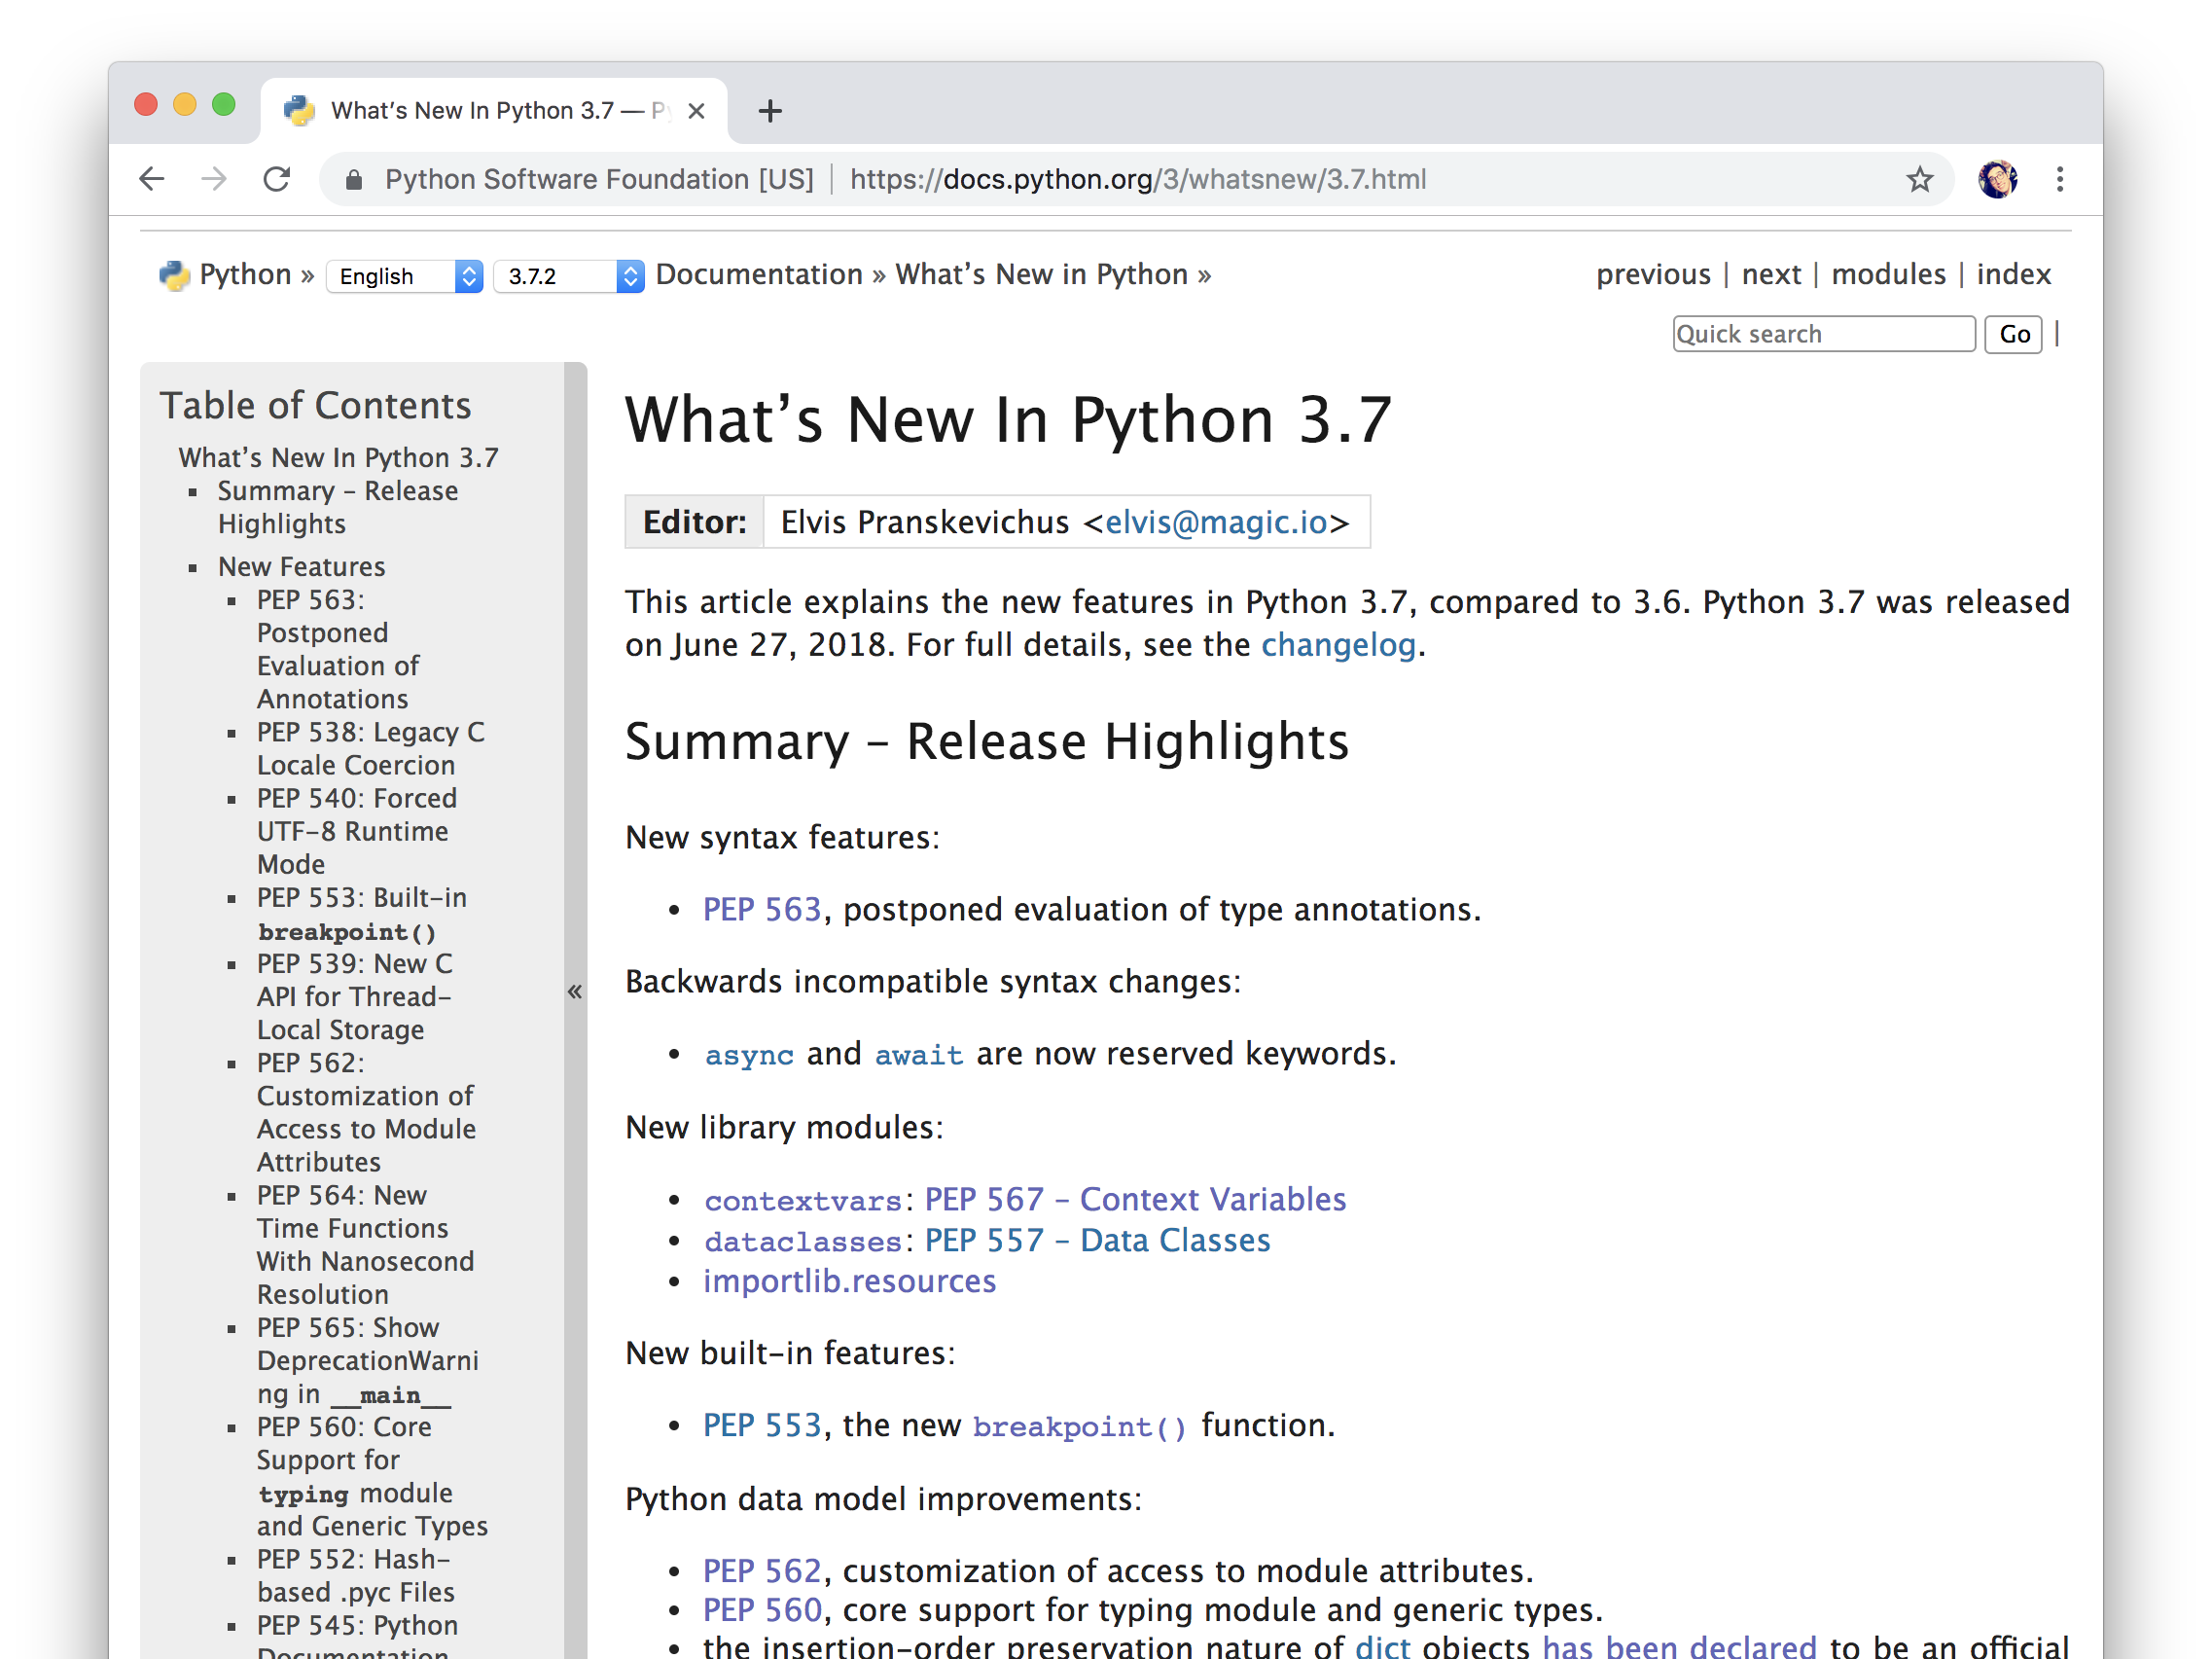 What's New In Python 3.7 — P
Python Software Foundation [US] | https://docs.python.org/3/whatsnew/3.7.html
Python » English 3.7.2 Documentation » What's New in Python »
previous | next | modules | index
Quick search Go |
Table of Contents
What's New In Python 3.7
Summary – Release
Highlights
New Features
PEP 563:
Postponed
Evaluation of
Annotations
PEP 538: Legacy C
Locale Coercion
PEP 540: Forced
UTF-8 Runtime
Mode
PEP 553: Built-in
breakpoint()
PEP 539: New C
API for Thread-
Local Storage
PEP 562:
Customization of
Access to Module
Attributes
PEP 564: New
Time Functions
With Nanosecond
Resolution
PEP 565: Show
DeprecationWarni
ng in __main__
PEP 560: Core
Support for
typing module
and Generic Types
PEP 552: Hash-
based .pyc Files
PEP 545: Python
Documentation
«
What's New In Python 3.7
Editor: Elvis Pranskevichus <elvis@magic.io>
This article explains the new features in Python 3.7, compared to 3.6. Python 3.7 was released
on June 27, 2018. For full details, see the changelog.
Summary – Release Highlights
New syntax features:
• PEP 563, postponed evaluation of type annotations.
Backwards incompatible syntax changes:
• async and await are now reserved keywords.
New library modules:
• contextvars: PEP 567 – Context Variables
• dataclasses: PEP 557 – Data Classes
• importlib.resources
New built-in features:
• PEP 553, the new breakpoint() function.
Python data model improvements:
• PEP 562, customization of access to module attributes.
• PEP 560, core support for typing module and generic types.
• the insertion-order preservation nature of dict objects has been declared to be an official